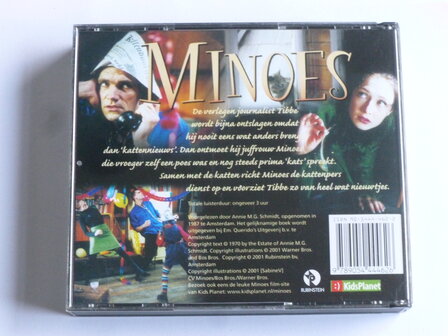 MINOES
De verlegen journalist Tibbe
wordt bijna ontslagen omdat
hij nooit eens wat anders breng
dan 'kattennieuws'. Dan ontmoet hij juffrouw Minoes
die vroeger zelf een poes was en nog steeds prima 'kats' spreekt.
Samen met de katten richt Minoes de kattenpers
dienst op en voorziet Tibbe zo van heel wat nieuwtjes.
Totale luisterduur: ongeveer 3 uur
Voorgelezen door Annie M.G. Schmidt, opgenomen in
1987 te Amsterdam. Het gelijknamige boek wordt
uitgegeven bij Em. Querido's Uitgeverij b.v. te
Amsterdam
Copyright text © 1970 by the Estate of Annie M.G.
Schmidt. Copyright illustrations © 2001 Warner Bros.
and Bos Bros. Copyright © 2001 Rubinstein bv,
Amsterdam
Copyright illustrations © 2001 (SabineV)
CV Minoes/Bos Bros/Warner Bros.
Bezoek ook eens de leuke Minoes film-site
van Kids Planet: www.kidsplanet.nl/minoes
RUBINSTEIN
9 789054 444626
KidsPlanet